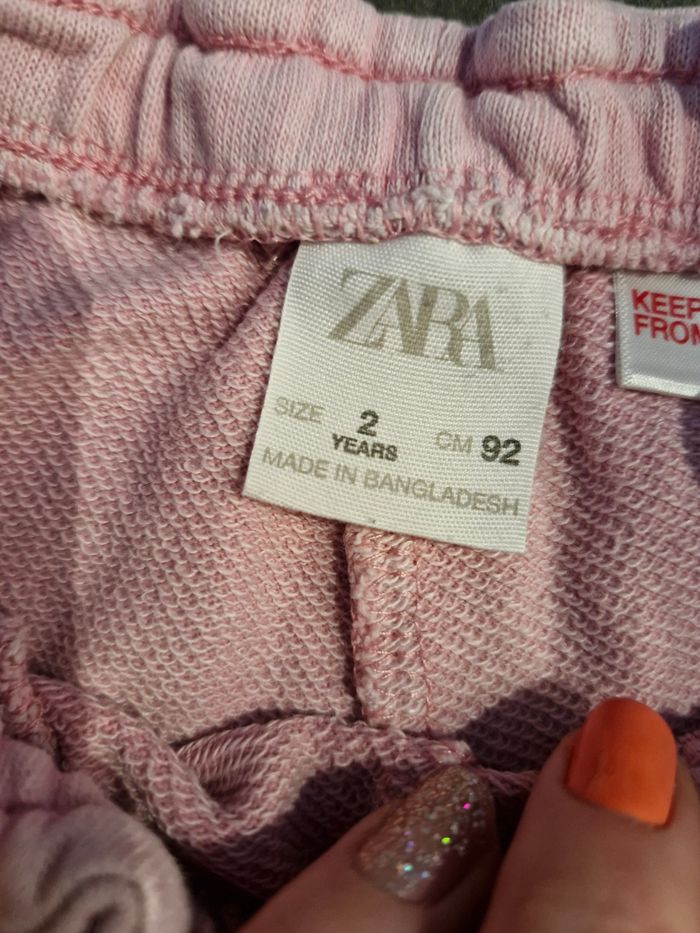 ZARA
SIZE 2 YEARS CM 92
MADE IN BANGLADESH
KEEP
FROM